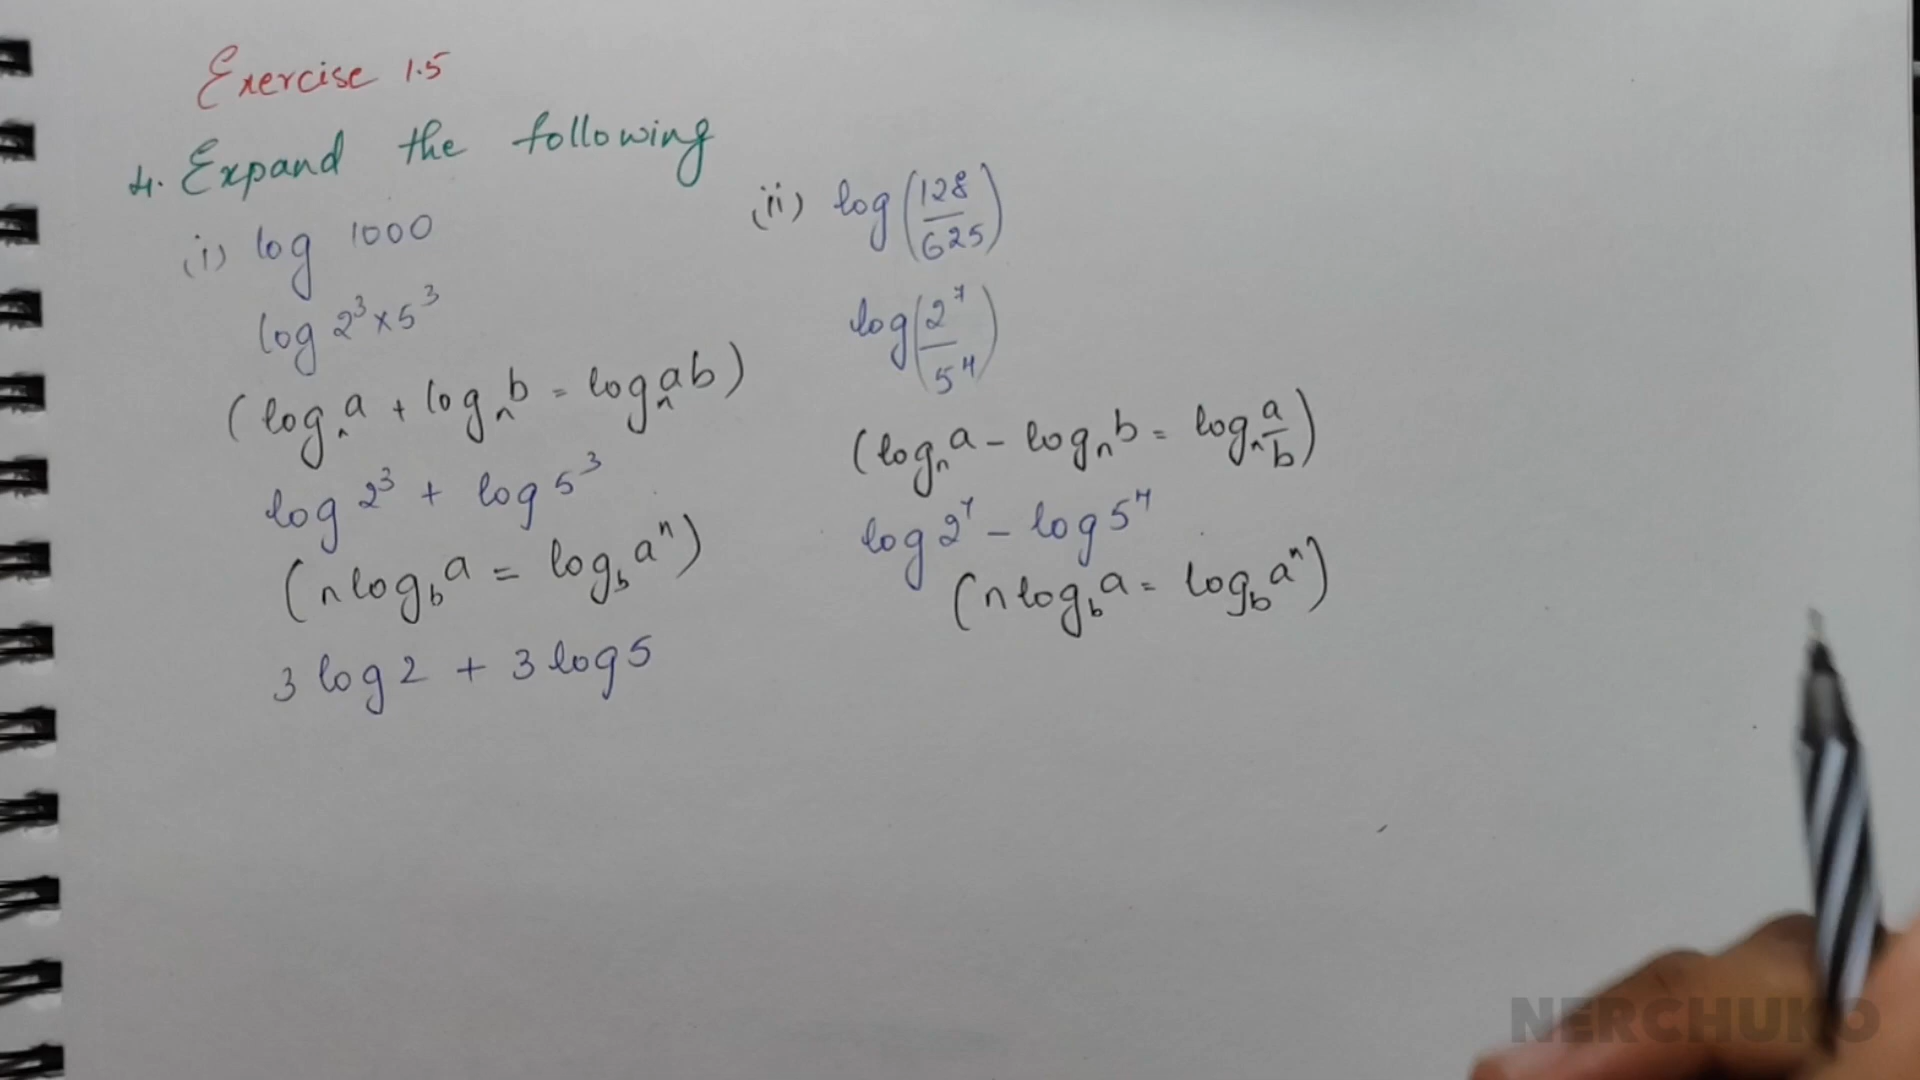 Exercise 1.5
4. Expand the following
(i) log 1000
log 2³×5³
(logₙa + logₙb = logₙab)
log 2³ + log 5³
(n log_b a = log_b aⁿ)
3 log 2 + 3 log 5
(ii) log(128/625)
log(2⁷/5⁴)
(logₙa - logₙb = logₙ a/b)
log 2⁷ - log 5⁴
(n log_b a = log_b aⁿ)
NERCHUKO